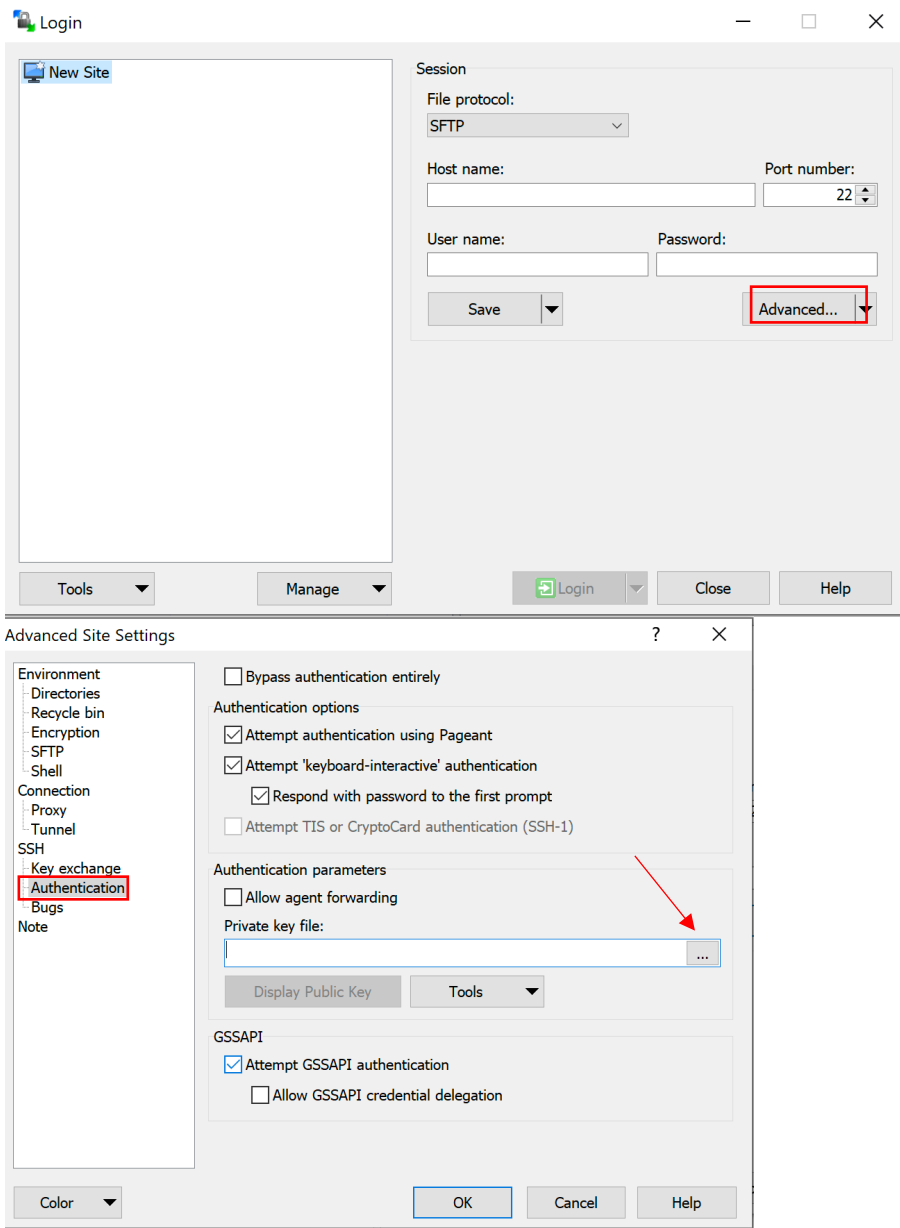 Login
New Site
Session
File protocol:
SFTP
Host name:
Port number:
22
User name:
Password:
Save
Advanced...
Tools
Manage
Login
Close
Help
Advanced Site Settings
?
Environment
Directories
Recycle bin
Encryption
SFTP
Shell
Connection
Proxy
Tunnel
SSH
Key exchange
Authentication
Bugs
Note
Bypass authentication entirely
Authentication options
Attempt authentication using Pageant
Attempt 'keyboard-interactive' authentication
Respond with password to the first prompt
Attempt TIS or CryptoCard authentication (SSH-1)
Authentication parameters
Allow agent forwarding
Private key file:
...
Display Public Key
Tools
GSSAPI
Attempt GSSAPI authentication
Allow GSSAPI credential delegation
Color
OK
Cancel
Help